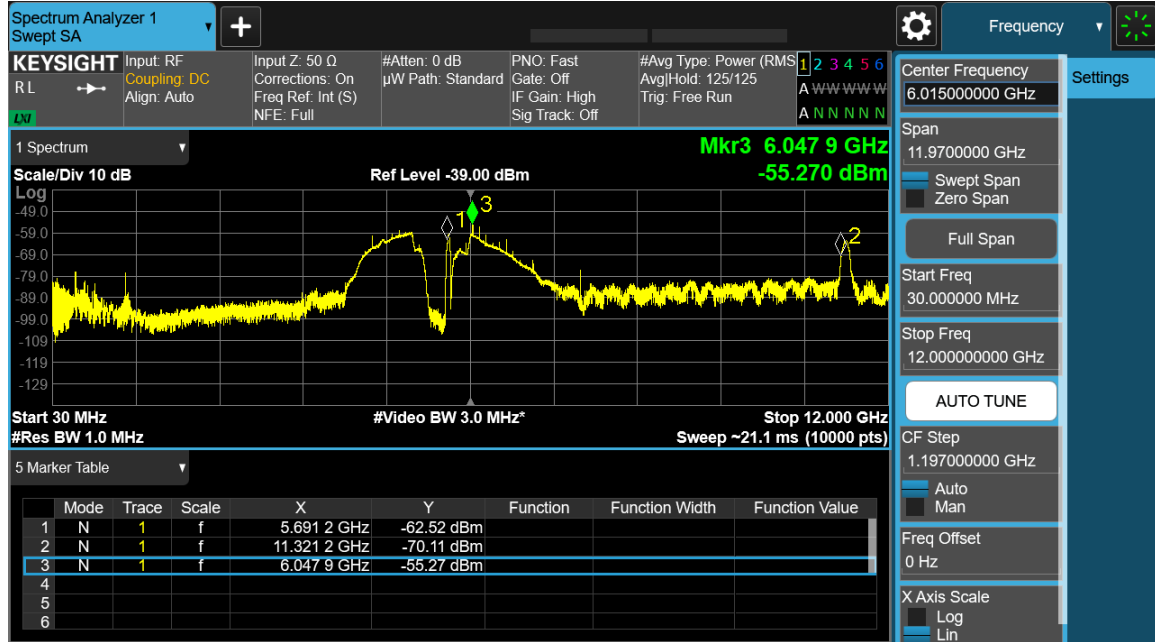 Spectrum Analyzer 1
Swept SA
+
Frequency
KEYSIGHT
R L
LXI
Input: RF
Coupling: DC
Align: Auto
Input Z: 50 Ω
Corrections: On
Freq Ref: Int (S)
NFE: Full
#Atten: 0 dB
µW Path: Standard
PNO: Fast
Gate: Off
IF Gain: High
Sig Track: Off
#Avg Type: Power (RMS
Avg|Hold: 125/125
Trig: Free Run
1 2 3 4 5 6
A W W W W W
A N N N N N
Center Frequency
6.015000000 GHz
Settings
Span
11.9700000 GHz
Swept Span
Zero Span
Full Span
Start Freq
30.000000 MHz
Stop Freq
12.000000000 GHz
AUTO TUNE
CF Step
1.197000000 GHz
Auto
Man
Freq Offset
0 Hz
X Axis Scale
Log
Lin
1 Spectrum
Mkr3 6.047 9 GHz
-55.270 dBm
Scale/Div 10 dB
Ref Level -39.00 dBm
Log
-49.0
-59.0
-69.0
-79.0
-89.0
-99.0
-109
-119
-129
1
3
2
Start 30 MHz
#Video BW 3.0 MHz*
Stop 12.000 GHz
#Res BW 1.0 MHz
Sweep ~21.1 ms (10000 pts)
5 Marker Table
Mode Trace Scale X Y Function Function Width Function Value
1 N 1 f 5.691 2 GHz -62.52 dBm
2 N 1 f 11.321 2 GHz -70.11 dBm
3 N 1 f 6.047 9 GHz -55.27 dBm
4
5
6